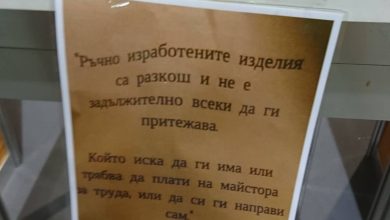 "Ръчно изработените изделия
са разкош и не е
задължително всеки да ги
притежава.
Който иска да ги има или
трябва да плати на майстора
за труда, или да си ги направи
сам."